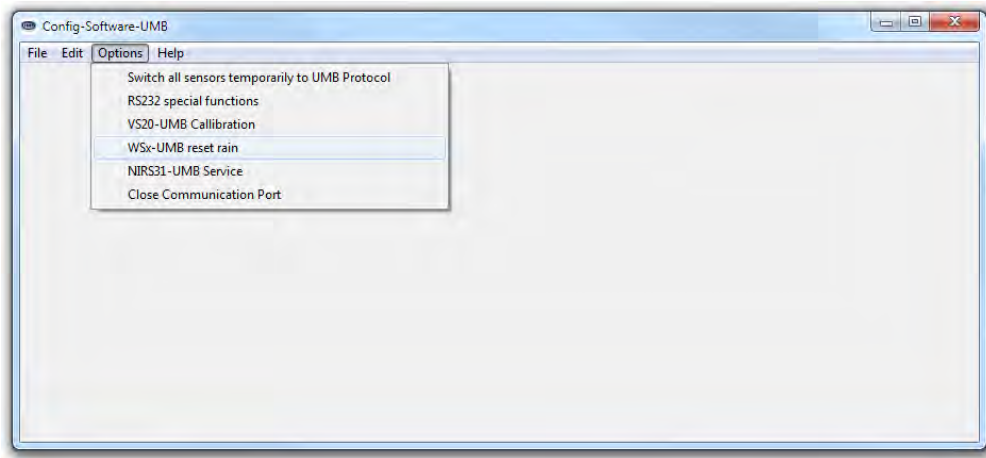 Config-Software-UMB
File Edit Options Help
Switch all sensors temporarily to UMB Protocol
RS232 special functions
VS20-UMB Callibration
WSx-UMB reset rain
NIRS31-UMB Service
Close Communication Port